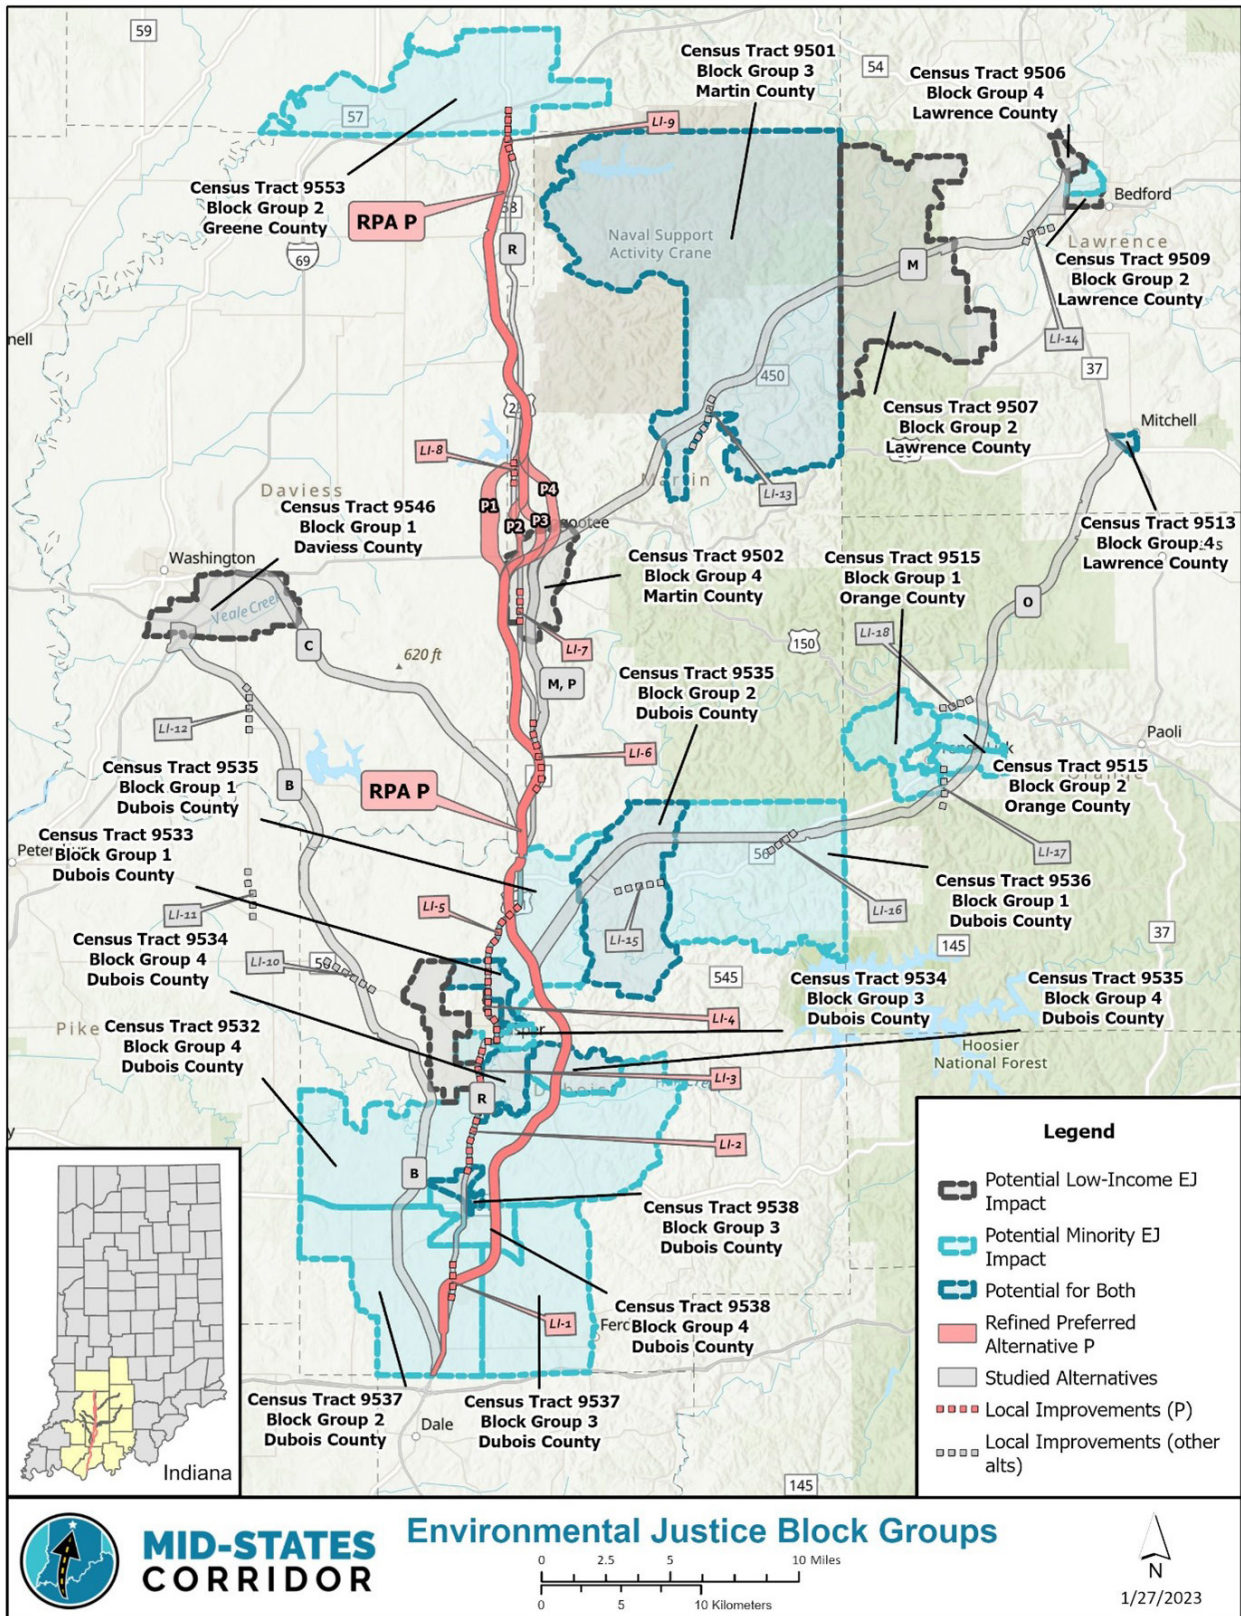 59
54
Census Tract 9501
Block Group 3
Martin County
Census Tract 9506
Block Group 4
Lawrence County
57
LI-9
Census Tract 9553
Block Group 2
Greene County
RPA P
58
R
69
Naval Support
Activity Crane
Bedford
Lawrence
M
Census Tract 9509
Block Group 2
Lawrence County
nell
LI-14
37
450
Census Tract 9507
Block Group 2
Lawrence County
Mitchell
LI-8
P1
P2
P3
P4
ootee
Martin
LI-13
Daviess
Census Tract 9546
Block Group 1
Daviess County
Washington
Veale Creek
Census Tract 9502
Block Group 4
Martin County
Census Tract 9515
Block Group 1
Orange County
Census Tract 9513
Block Group 4
Lawrence County
O
C
620 ft
LI-7
150
LI-18
M, P
Census Tract 9535
Block Group 2
Dubois County
LI-12
LI-6
Paoli
Census Tract 9535
Block Group 1
Dubois County
B
RPA P
Census Tract 9515
Block Group 2
Orange County
Orange
Census Tract 9533
Block Group 1
Dubois County
Pete
56
LI-17
Census Tract 9536
Block Group 1
Dubois County
LI-5
LI-11
LI-16
LI-15
Census Tract 9534
Block Group 4
Dubois County
LI-10
56
145
37
545
Census Tract 9534
Block Group 3
Dubois County
Census Tract 9535
Block Group 4
Dubois County
LI-4
Pike
sper
Census Tract 9532
Block Group 4
Dubois County
Hoosier
National Forest
LI-3
Dubois
R
y
LI-2
B
Census Tract 9538
Block Group 3
Dubois County
LI-1
Ferd
Census Tract 9538
Block Group 4
Dubois County
Census Tract 9537
Block Group 2
Dubois County
Census Tract 9537
Block Group 3
Dubois County
Dale
145
Indiana
Legend
Potential Low-Income EJ
Impact
Potential Minority EJ
Impact
Potential for Both
Refined Preferred
Alternative P
Studied Alternatives
Local Improvements (P)
Local Improvements (other
alts)
MID-STATES
CORRIDOR
Environmental Justice Block Groups
0 2.5 5 10 Miles
0 5 10 Kilometers
N
1/27/2023